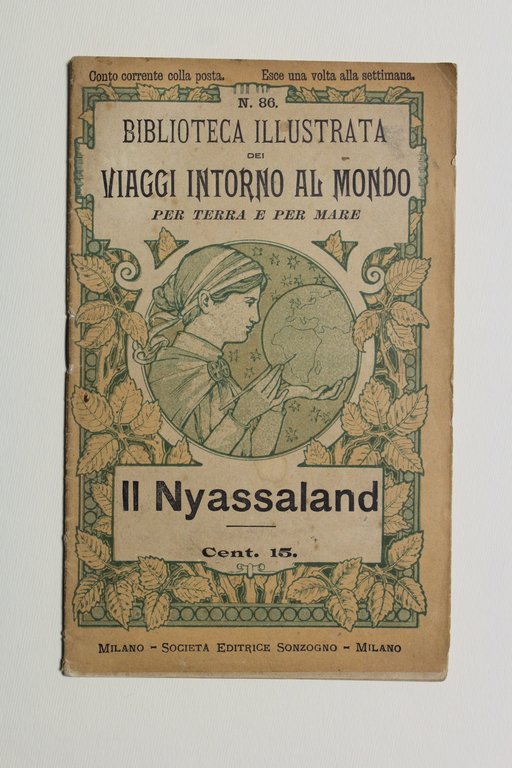 Conto corrente colla posta. Esce una volta alla settimana.
N. 86.
BIBLIOTECA ILLUSTRATA
DEI
VIAGGI INTORNO AL MONDO
PER TERRA E PER MARE
Il Nyassaland
Cent. 15.
MILANO - SOCIETÀ EDITRICE SONZOGNO - MILANO